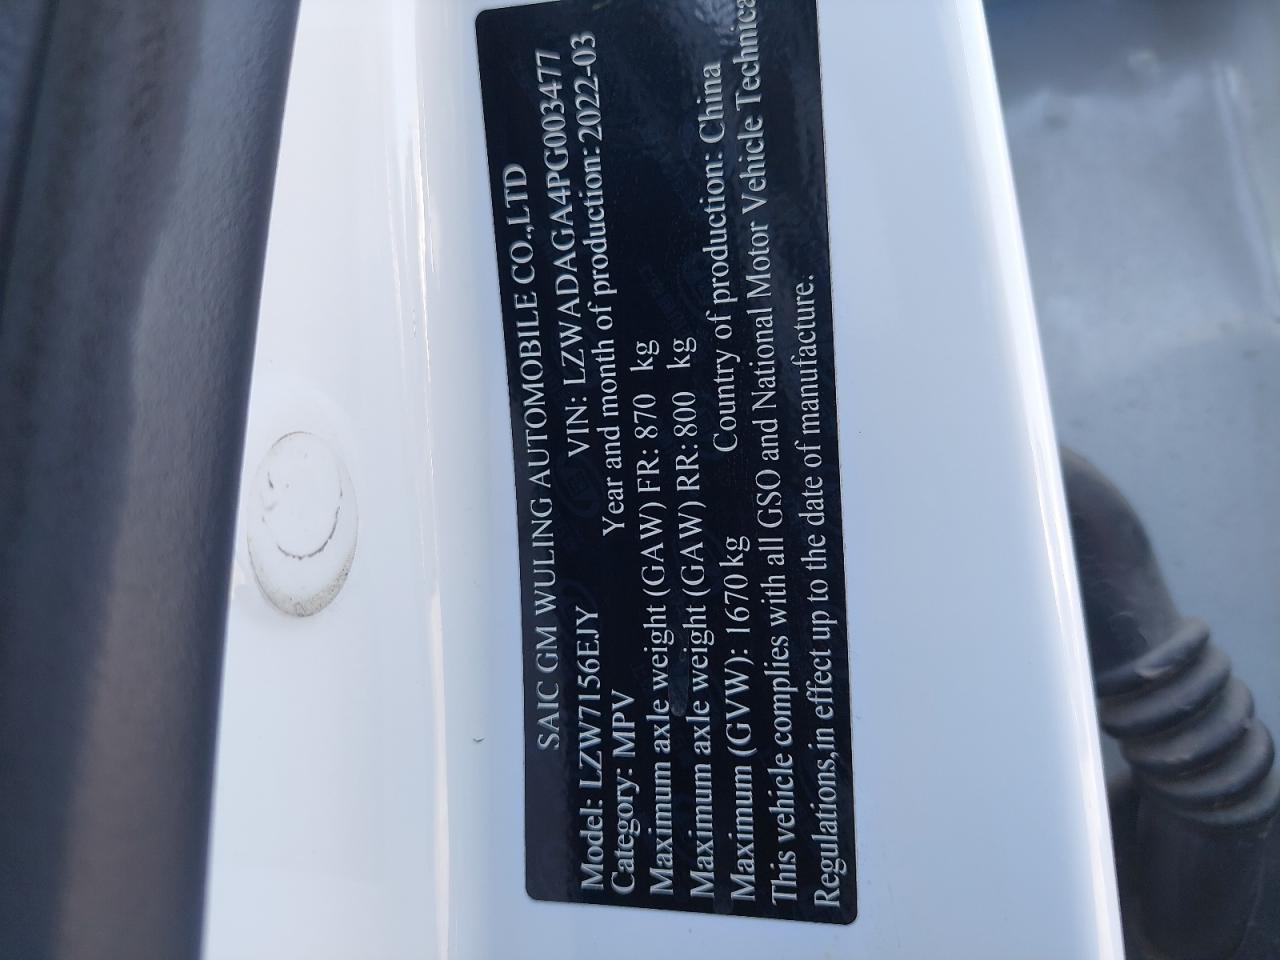 SAIC GM WULING AUTOMOBILE CO.,LTD
Model: LZW7156EJY VIN: LZWADAGA4PG003477
Category: MPV Year and month of production: 2022-03
Maximum axle weight (GAW) FR: 870 kg
Maximum axle weight (GAW) RR: 800 kg
Maximum (GVW): 1670 kg Country of production: China
This vehicle complies with all GSO and National Motor Vehicle Technica
Regulations,in effect up to the date of manufacture.